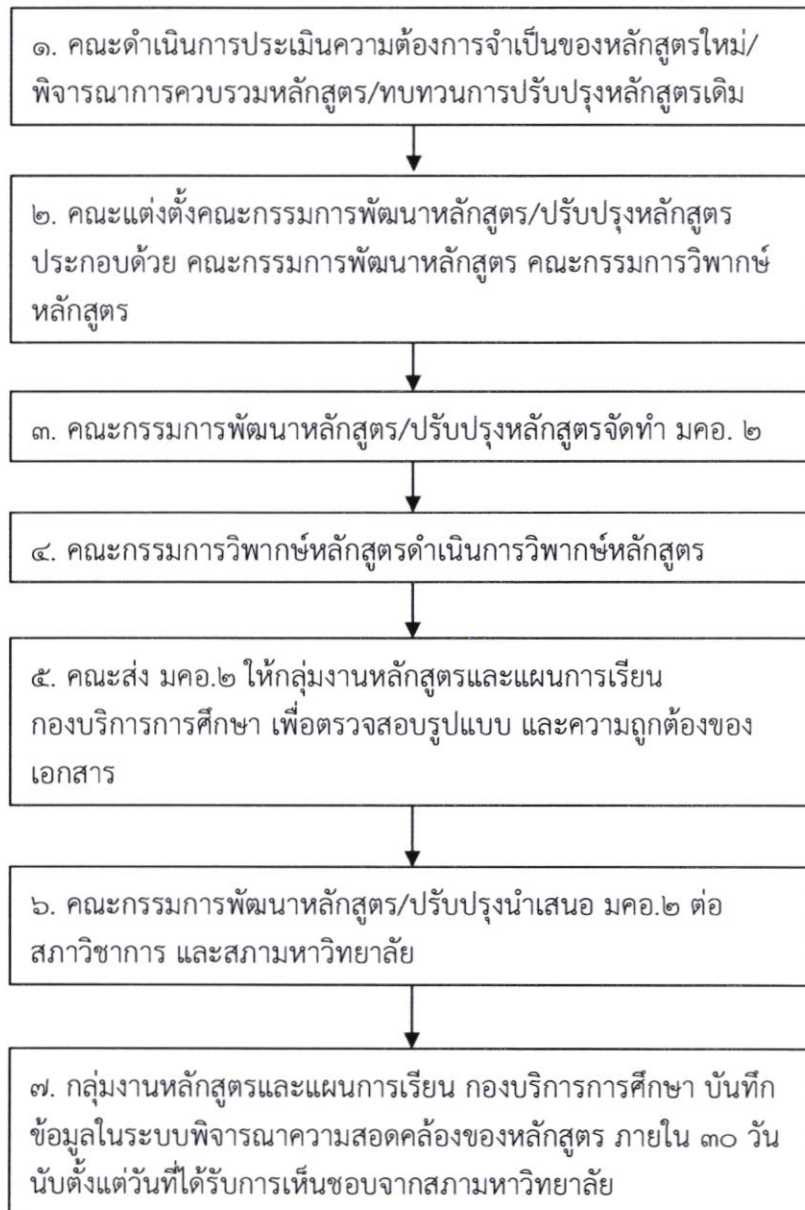 ๑. คณะดำเนินการประเมินความต้องการจำเป็นของหลักสูตรใหม่/
พิจารณาการควบรวมหลักสูตร/ทบทวนการปรับปรุงหลักสูตรเดิม
๒. คณะแต่งตั้งคณะกรรมการพัฒนาหลักสูตร/ปรับปรุงหลักสูตร
ประกอบด้วย คณะกรรมการพัฒนาหลักสูตร คณะกรรมการวิพากษ์
หลักสูตร
๓. คณะกรรมการพัฒนาหลักสูตร/ปรับปรุงหลักสูตรจัดทำ มคอ. ๒
๔. คณะกรรมการวิพากษ์หลักสูตรดำเนินการวิพากษ์หลักสูตร
๕. คณะส่ง มคอ.๒ ให้กลุ่มงานหลักสูตรและแผนการเรียน
กองบริการการศึกษา เพื่อตรวจสอบรูปแบบ และความถูกต้องของ
เอกสาร
๖. คณะกรรมการพัฒนาหลักสูตร/ปรับปรุงนำเสนอ มคอ.๒ ต่อ
สภาวิชาการ และสภามหาวิทยาลัย
๗. กลุ่มงานหลักสูตรและแผนการเรียน กองบริการการศึกษา บันทึก
ข้อมูลในระบบพิจารณาความสอดคล้องของหลักสูตร ภายใน ๓๐ วัน
นับตั้งแต่วันที่ได้รับการเห็นชอบจากสภามหาวิทยาลัย